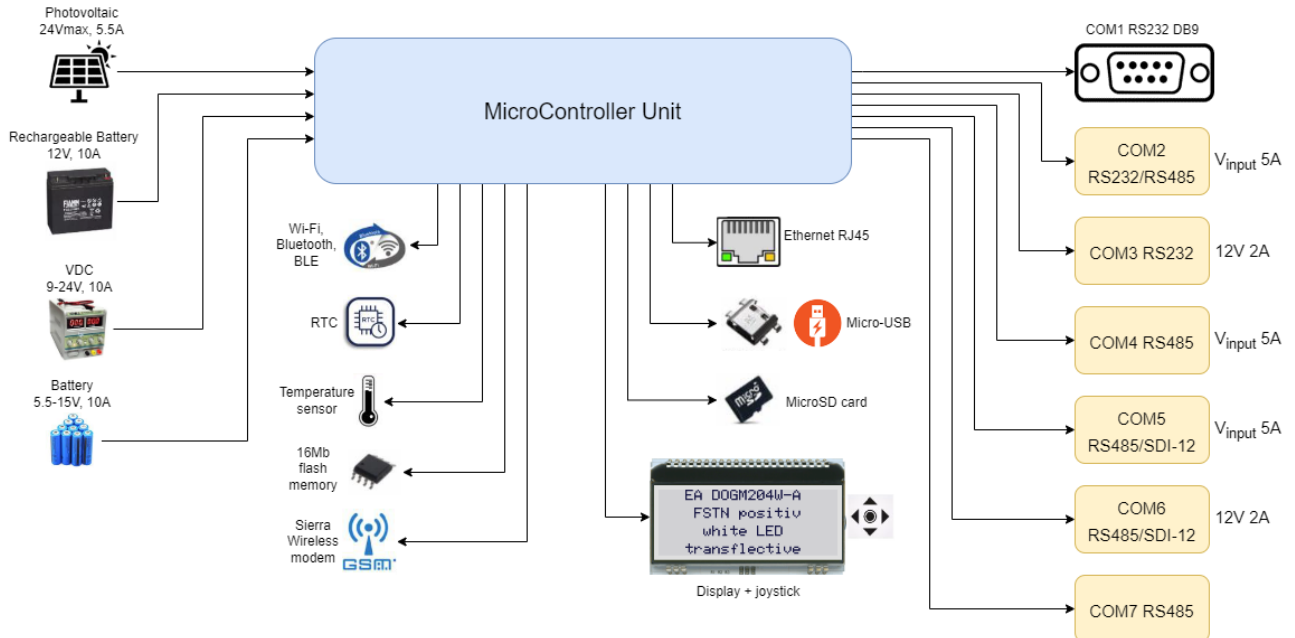 Photovoltaic
24Vmax, 5.5A
Rechargeable Battery
12V, 10A
FIAMM
VDC
9-24V, 10A
Battery
5.5-15V, 10A
MicroController Unit
Wi-Fi,
Bluetooth,
BLE
RTC
RTC
Temperature
sensor
16Mb
flash
memory
Sierra
Wireless
modem
GSM
Ethernet RJ45
Micro-USB
micro
MicroSD card
EA DOGM204W-A
FSTN positiv
white LED
transflective
Display + joystick
COM1 RS232 DB9
COM2
RS232/RS485
Vinput 5A
COM3 RS232
12V 2A
COM4 RS485
Vinput 5A
COM5
RS485/SDI-12
Vinput 5A
COM6
RS485/SDI-12
12V 2A
COM7 RS485